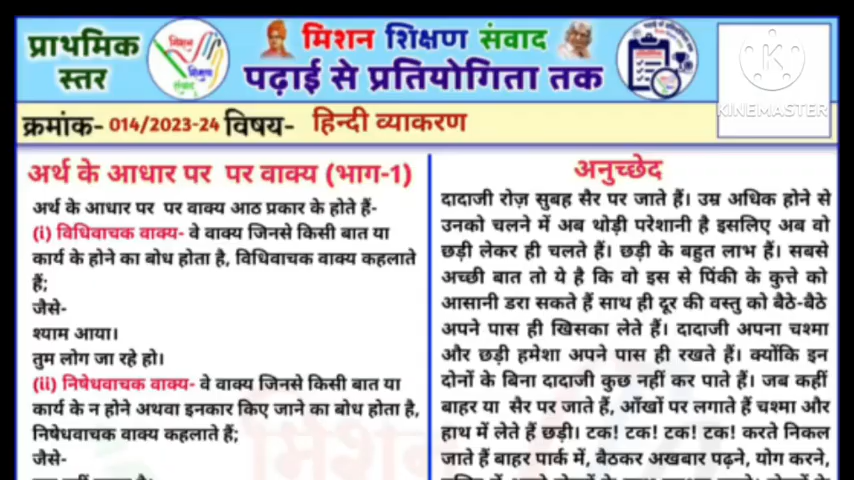 प्राथमिक
स्तर
मिशन शिक्षण संवाद
पढ़ाई से प्रतियोगिता तक
मिशन
शिक्षण
संवाद
KINEMASTER
क्रमांक- 014/2023-24 विषय- हिन्दी व्याकरण
अर्थ के आधार पर पर वाक्य (भाग-1)
अर्थ के आधार पर पर वाक्य आठ प्रकार के होते हैं-
(i) विधिवाचक वाक्य- वे वाक्य जिनसे किसी बात या
कार्य के होने का बोध होता है, विधिवाचक वाक्य कहलाते
हैं;
जैसे-
श्याम आया।
तुम लोग जा रहे हो।
(ii) निषेधवाचक वाक्य- वे वाक्य जिनसे किसी बात या
कार्य के न होने अथवा इनकार किए जाने का बोध होता है,
निषेधवाचक वाक्य कहलाते हैं;
जैसे-
अनुच्छेद
दादाजी रोज़ सुबह सैर पर जाते हैं। उम्र अधिक होने से
उनको चलने में अब थोड़ी परेशानी है इसलिए अब वो
छड़ी लेकर ही चलते हैं। छड़ी के बहुत लाभ हैं। सबसे
अच्छी बात तो ये है कि वो इस से पिंकी के कुत्ते को
आसानी डरा सकते हैं साथ ही दूर की वस्तु को बैठे-बैठे
अपने पास ही खिसका लेते हैं। दादाजी अपना चश्मा
और छड़ी हमेशा अपने पास ही रखते हैं। क्योंकि इन
दोनों के बिना दादाजी कुछ नहीं कर पाते हैं। जब कहीं
बाहर या सैर पर जाते हैं, आँखों पर लगाते हैं चश्मा और
हाथ में लेते हैं छड़ी। टक! टक! टक! टक! करते निकल
जाते हैं बाहर पार्क में, बैठकर अखबार पढ़ने, योग करने,